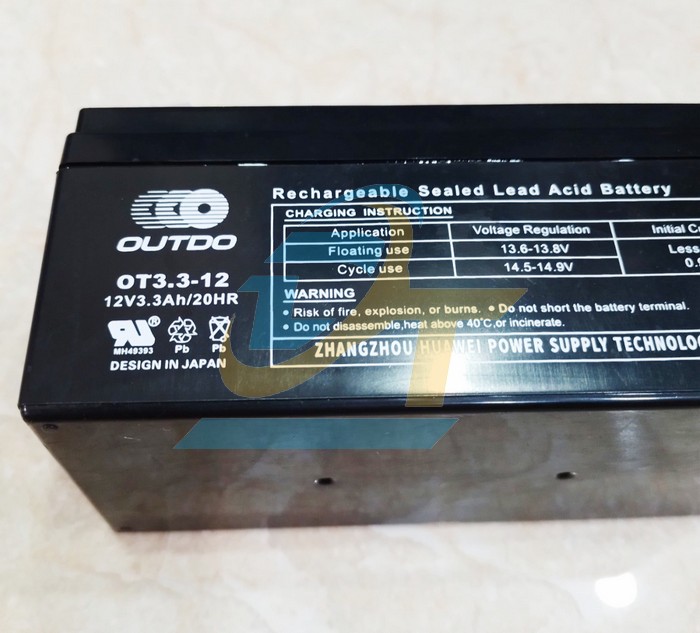 OUTDO
OT3.3-12
12V3.3Ah/20HR
MH49393
Pb
Pb
DESIGN IN JAPAN
Rechargeable Sealed Lead Acid Battery
CHARGING INSTRUCTION
Application Voltage Regulation Initial
Floating use 13.6-13.8V Less
Cycle use 14.5-14.9V
WARNING
• Risk of fire, explosion, or burns. • Do not short the battery terminal.
• Do not disassemble,heat above 40°C,or incinerate.
ZHANGZHOU HUAWEI POWER SUPPLY